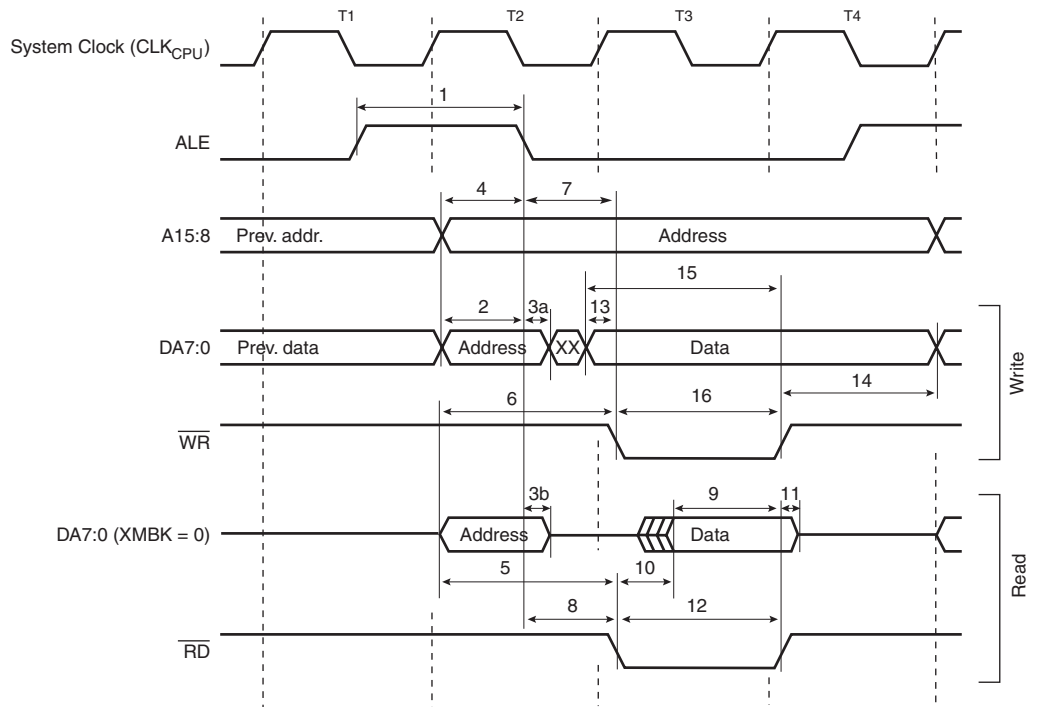 T1 T2 T3 T4
System Clock (CLKCPU)
1
ALE
4 7
A15:8 Prev. addr. Address
15
2 3a 13
DA7:0 Prev. data Address XX Data
14
6 16
WR
Write
3b 9 11
DA7:0 (XMBK = 0) Address Data
5 10
8 12
RD
Read